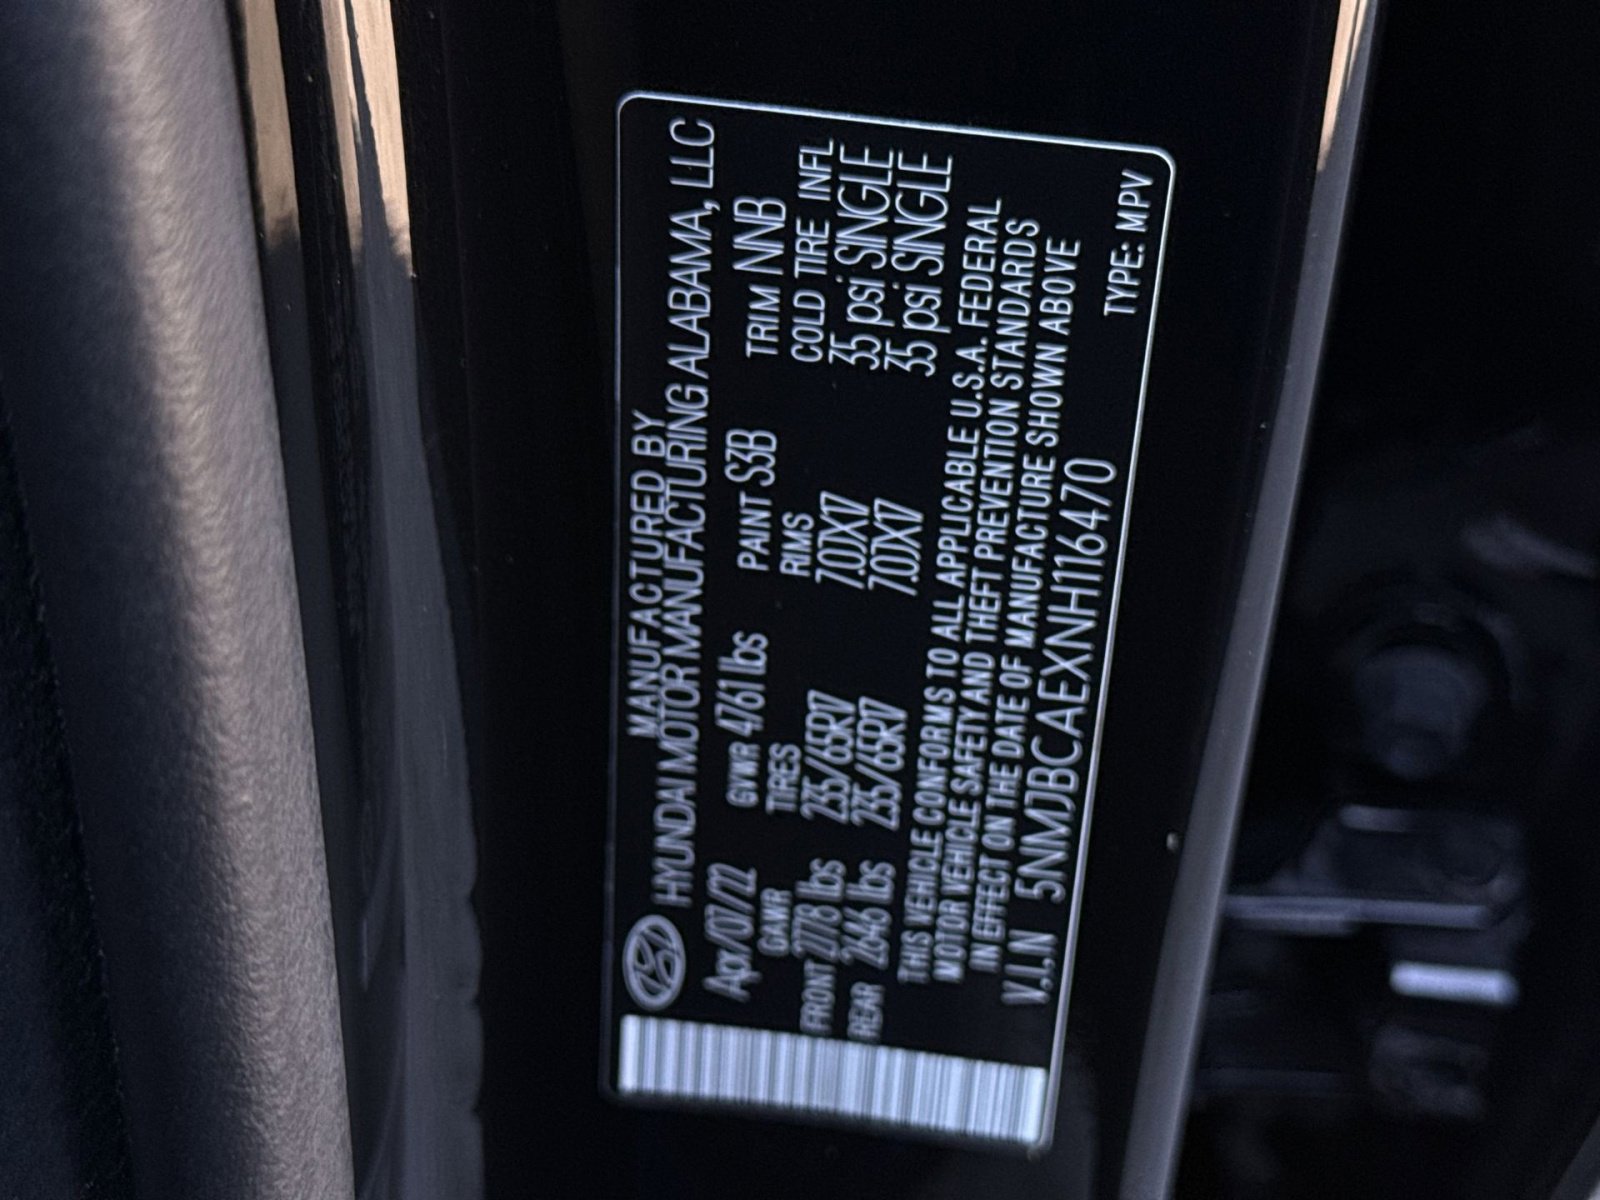 MANUFACTURED BY
HYUNDAI MOTOR MANUFACTURING ALABAMA, LLC
Apr/07/22 GVWR 4761 lbs PAINT S3B TRIM NNB
GAWR TIRES RIMS COLD TIRE INFL
FRONT 2778 lbs 235/65R17 7.0JX17 35 psi SINGLE
REAR 2646 lbs 235/65R17 7.0JX17 35 psi SINGLE
THIS VEHICLE CONFORMS TO ALL APPLICABLE U.S.A. FEDERAL
MOTOR VEHICLE SAFETY AND THEFT PREVENTION STANDARDS
IN EFFECT ON THE DATE OF MANUFACTURE SHOWN ABOVE
V.I.N 5NMJBCAEXNH116470 TYPE: MPV